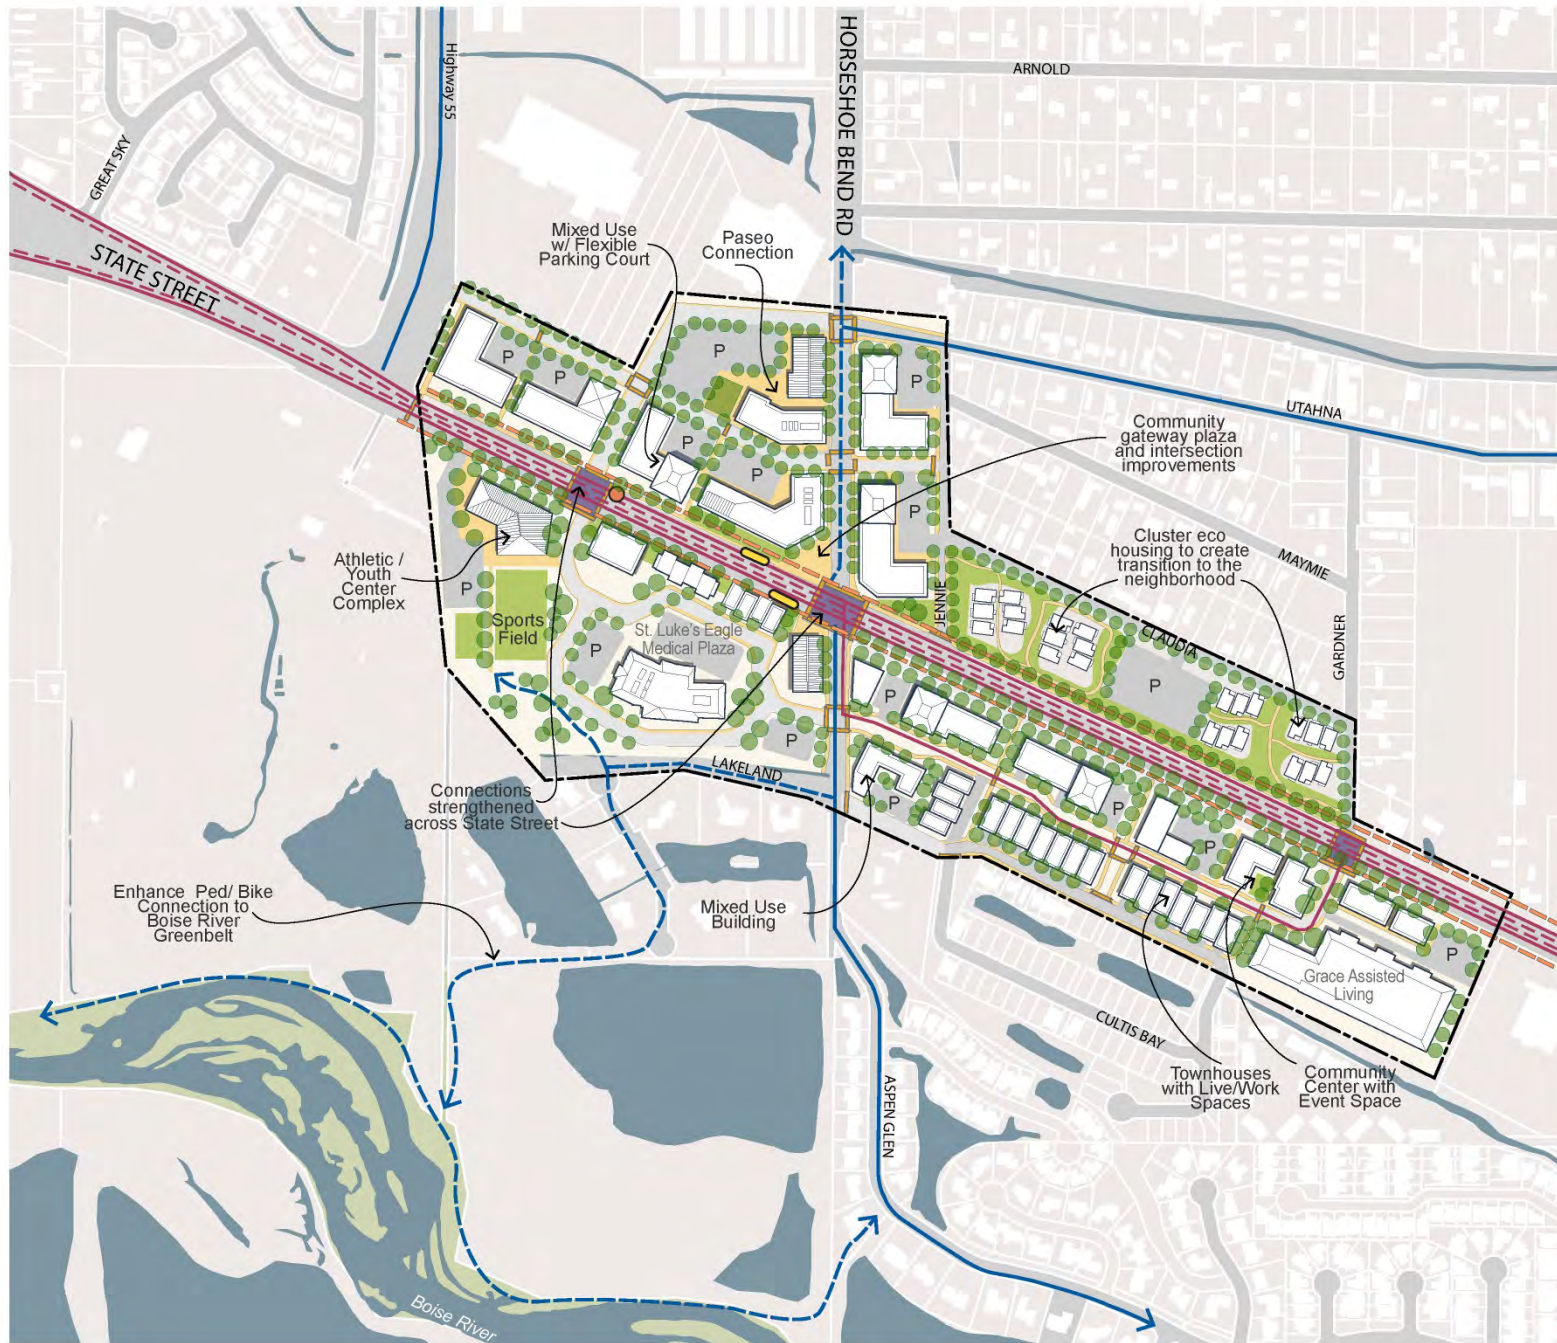 Highway 55
HORSESHOE BEND RD
ARNOLD
GREAT SKY
STATE STREET
Mixed Use
w/ Flexible
Parking Court
Paseo
Connection
UTAHNA
Community
gateway plaza
and intersection
improvements
MAYMIE
Cluster eco
housing to create
transition to the
neighborhood
GARDNER
CLAUDIA
JENNIE
P
P
P
P
P
P
P
Athletic /
Youth
Center
Complex
P
Sports
Field
St. Luke's Eagle
Medical Plaza
P
P
P
P
LAKELAND
Connections
strengthened
across State Street
P
P
P
Enhance Ped/ Bike
Connection to
Boise River
Greenbelt
Mixed Use
Building
Grace Assisted
Living
P
CULTIS BAY
Townhouses
with Live/Work
Spaces
Community
Center with
Event Space
ASPEN GLEN
Boise River